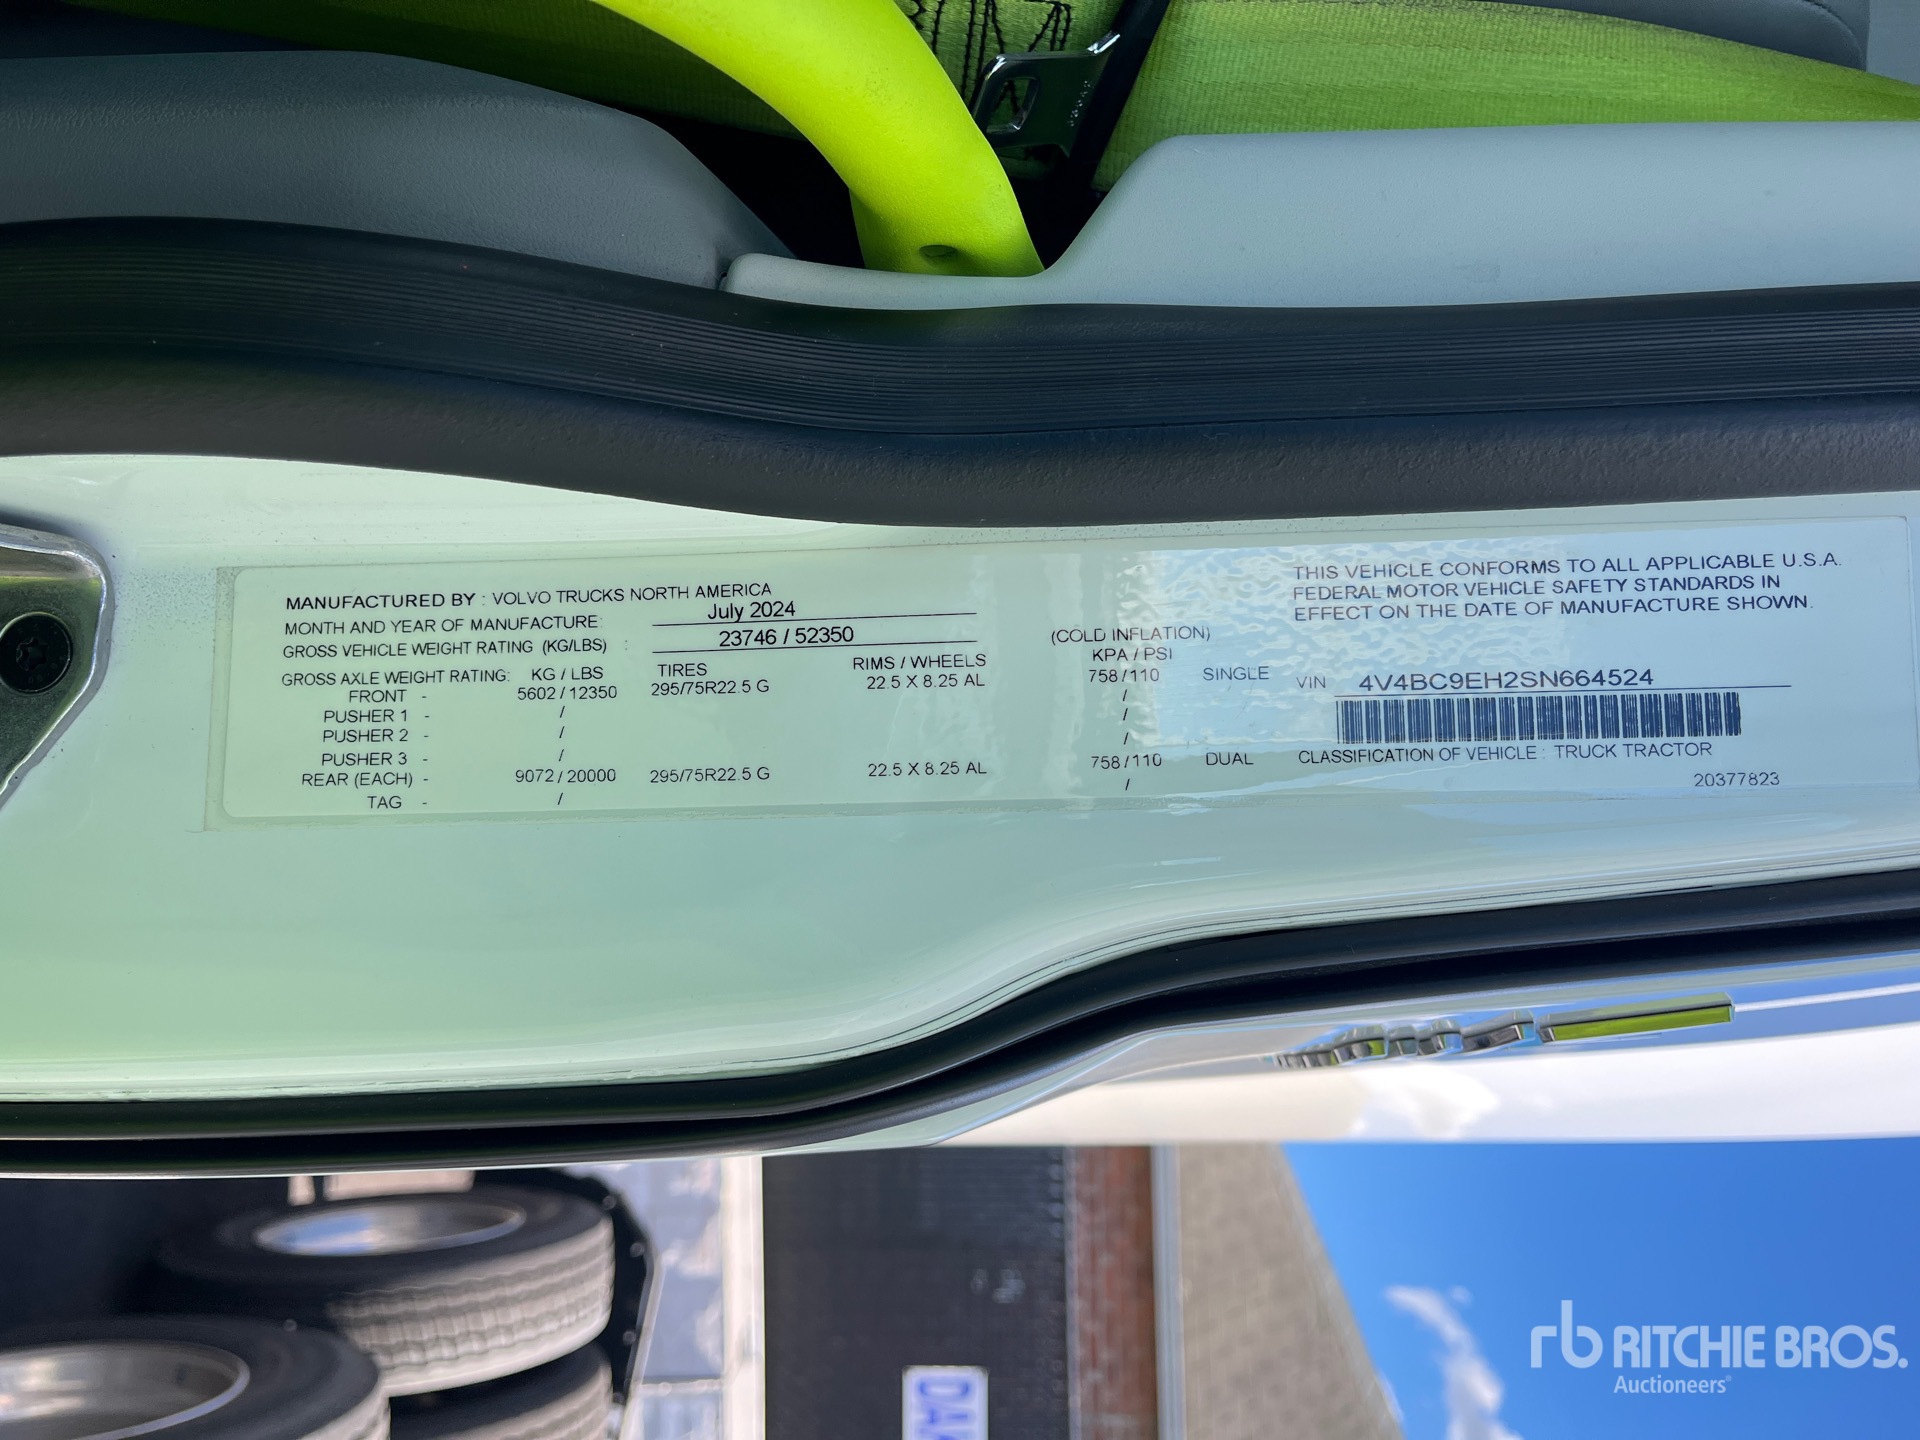 MANUFACTURED BY : VOLVO TRUCKS NORTH AMERICA
MONTH AND YEAR OF MANUFACTURE: July 2024
GROSS VEHICLE WEIGHT RATING (KG/LBS) : 23746 / 52350
GROSS AXLE WEIGHT RATING: KG / LBS TIRES RIMS / WHEELS (COLD INFLATION) KPA / PSI
FRONT - 5602 / 12350 295/75R22.5 G 22.5 X 8.25 AL 758 / 110 SINGLE
PUSHER 1 - / /
PUSHER 2 - / /
PUSHER 3 - / /
REAR (EACH) - 9072 / 20000 295/75R22.5 G 22.5 X 8.25 AL 758 / 110 DUAL
TAG - / /
THIS VEHICLE CONFORMS TO ALL APPLICABLE U.S.A.
FEDERAL MOTOR VEHICLE SAFETY STANDARDS IN
EFFECT ON THE DATE OF MANUFACTURE SHOWN.
VIN 4V4BC9EH2SN664524
CLASSIFICATION OF VEHICLE : TRUCK TRACTOR
20377823
rb RITCHIE BROS.
Auctioneers